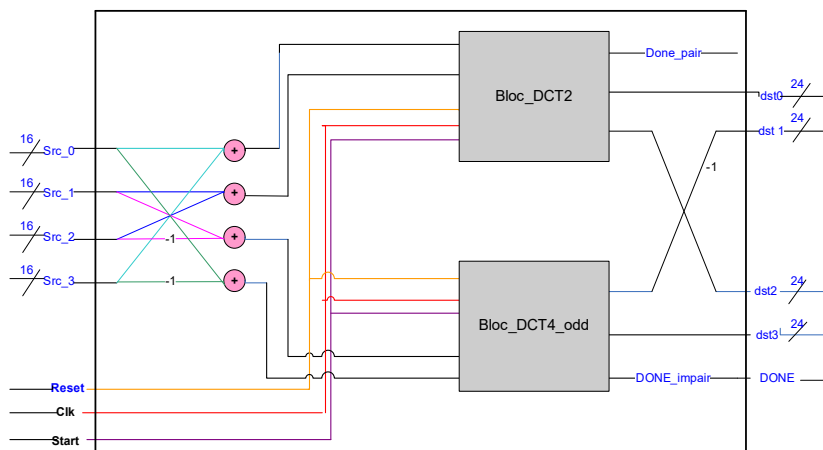 Done_pair
Bloc_DCT2
24
dst0
24
dst 1
-1
16
Src_0
+
16
Src_1
+
16
Src_2
-1
+
16
Src_3
-1
+
24
dst2
Bloc_DCT4_odd
24
dst3
DONE_impair
DONE
Reset
Clk
Start